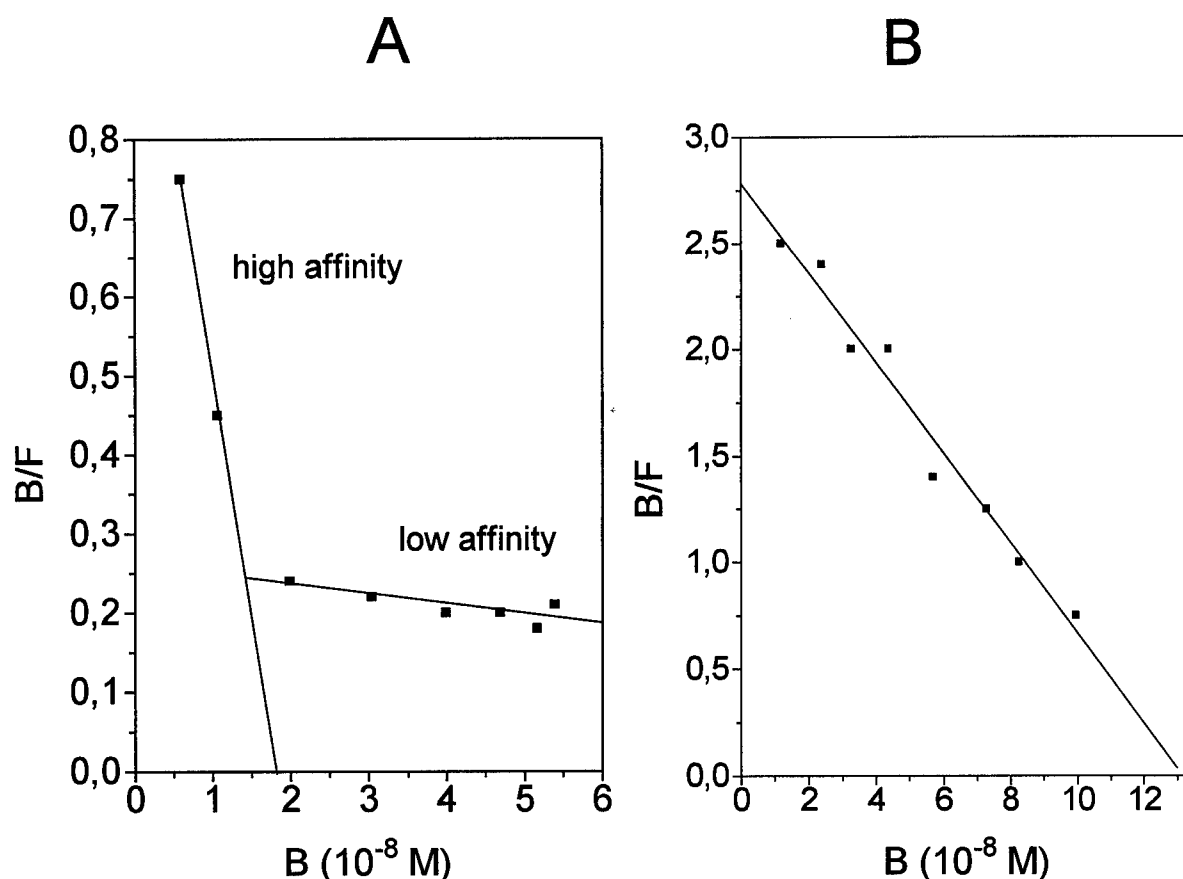 A
B
0,8
0,7
0,6
0,5
0,4
0,3
0,2
0,1
0,0
B/F
high affinity
low affinity
0 1 2 3 4 5 6
B (10⁻⁸ M)
3,0
2,5
2,0
1,5
1,0
0,5
0,0
B/F
0 2 4 6 8 10 12
B (10⁻⁸ M)